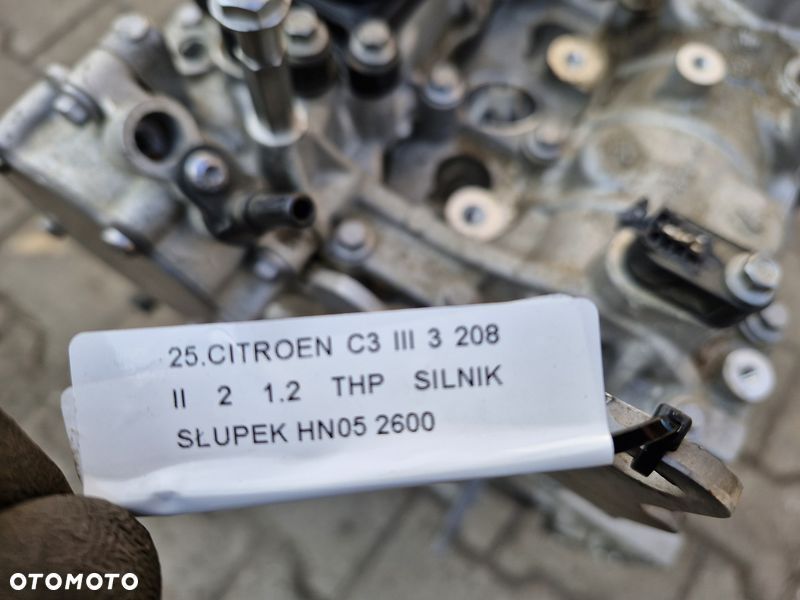 25.CITROEN C3 III 3 208
II 2 1.2 THP SILNIK
SŁUPEK HN05 2600
OTOMOTO